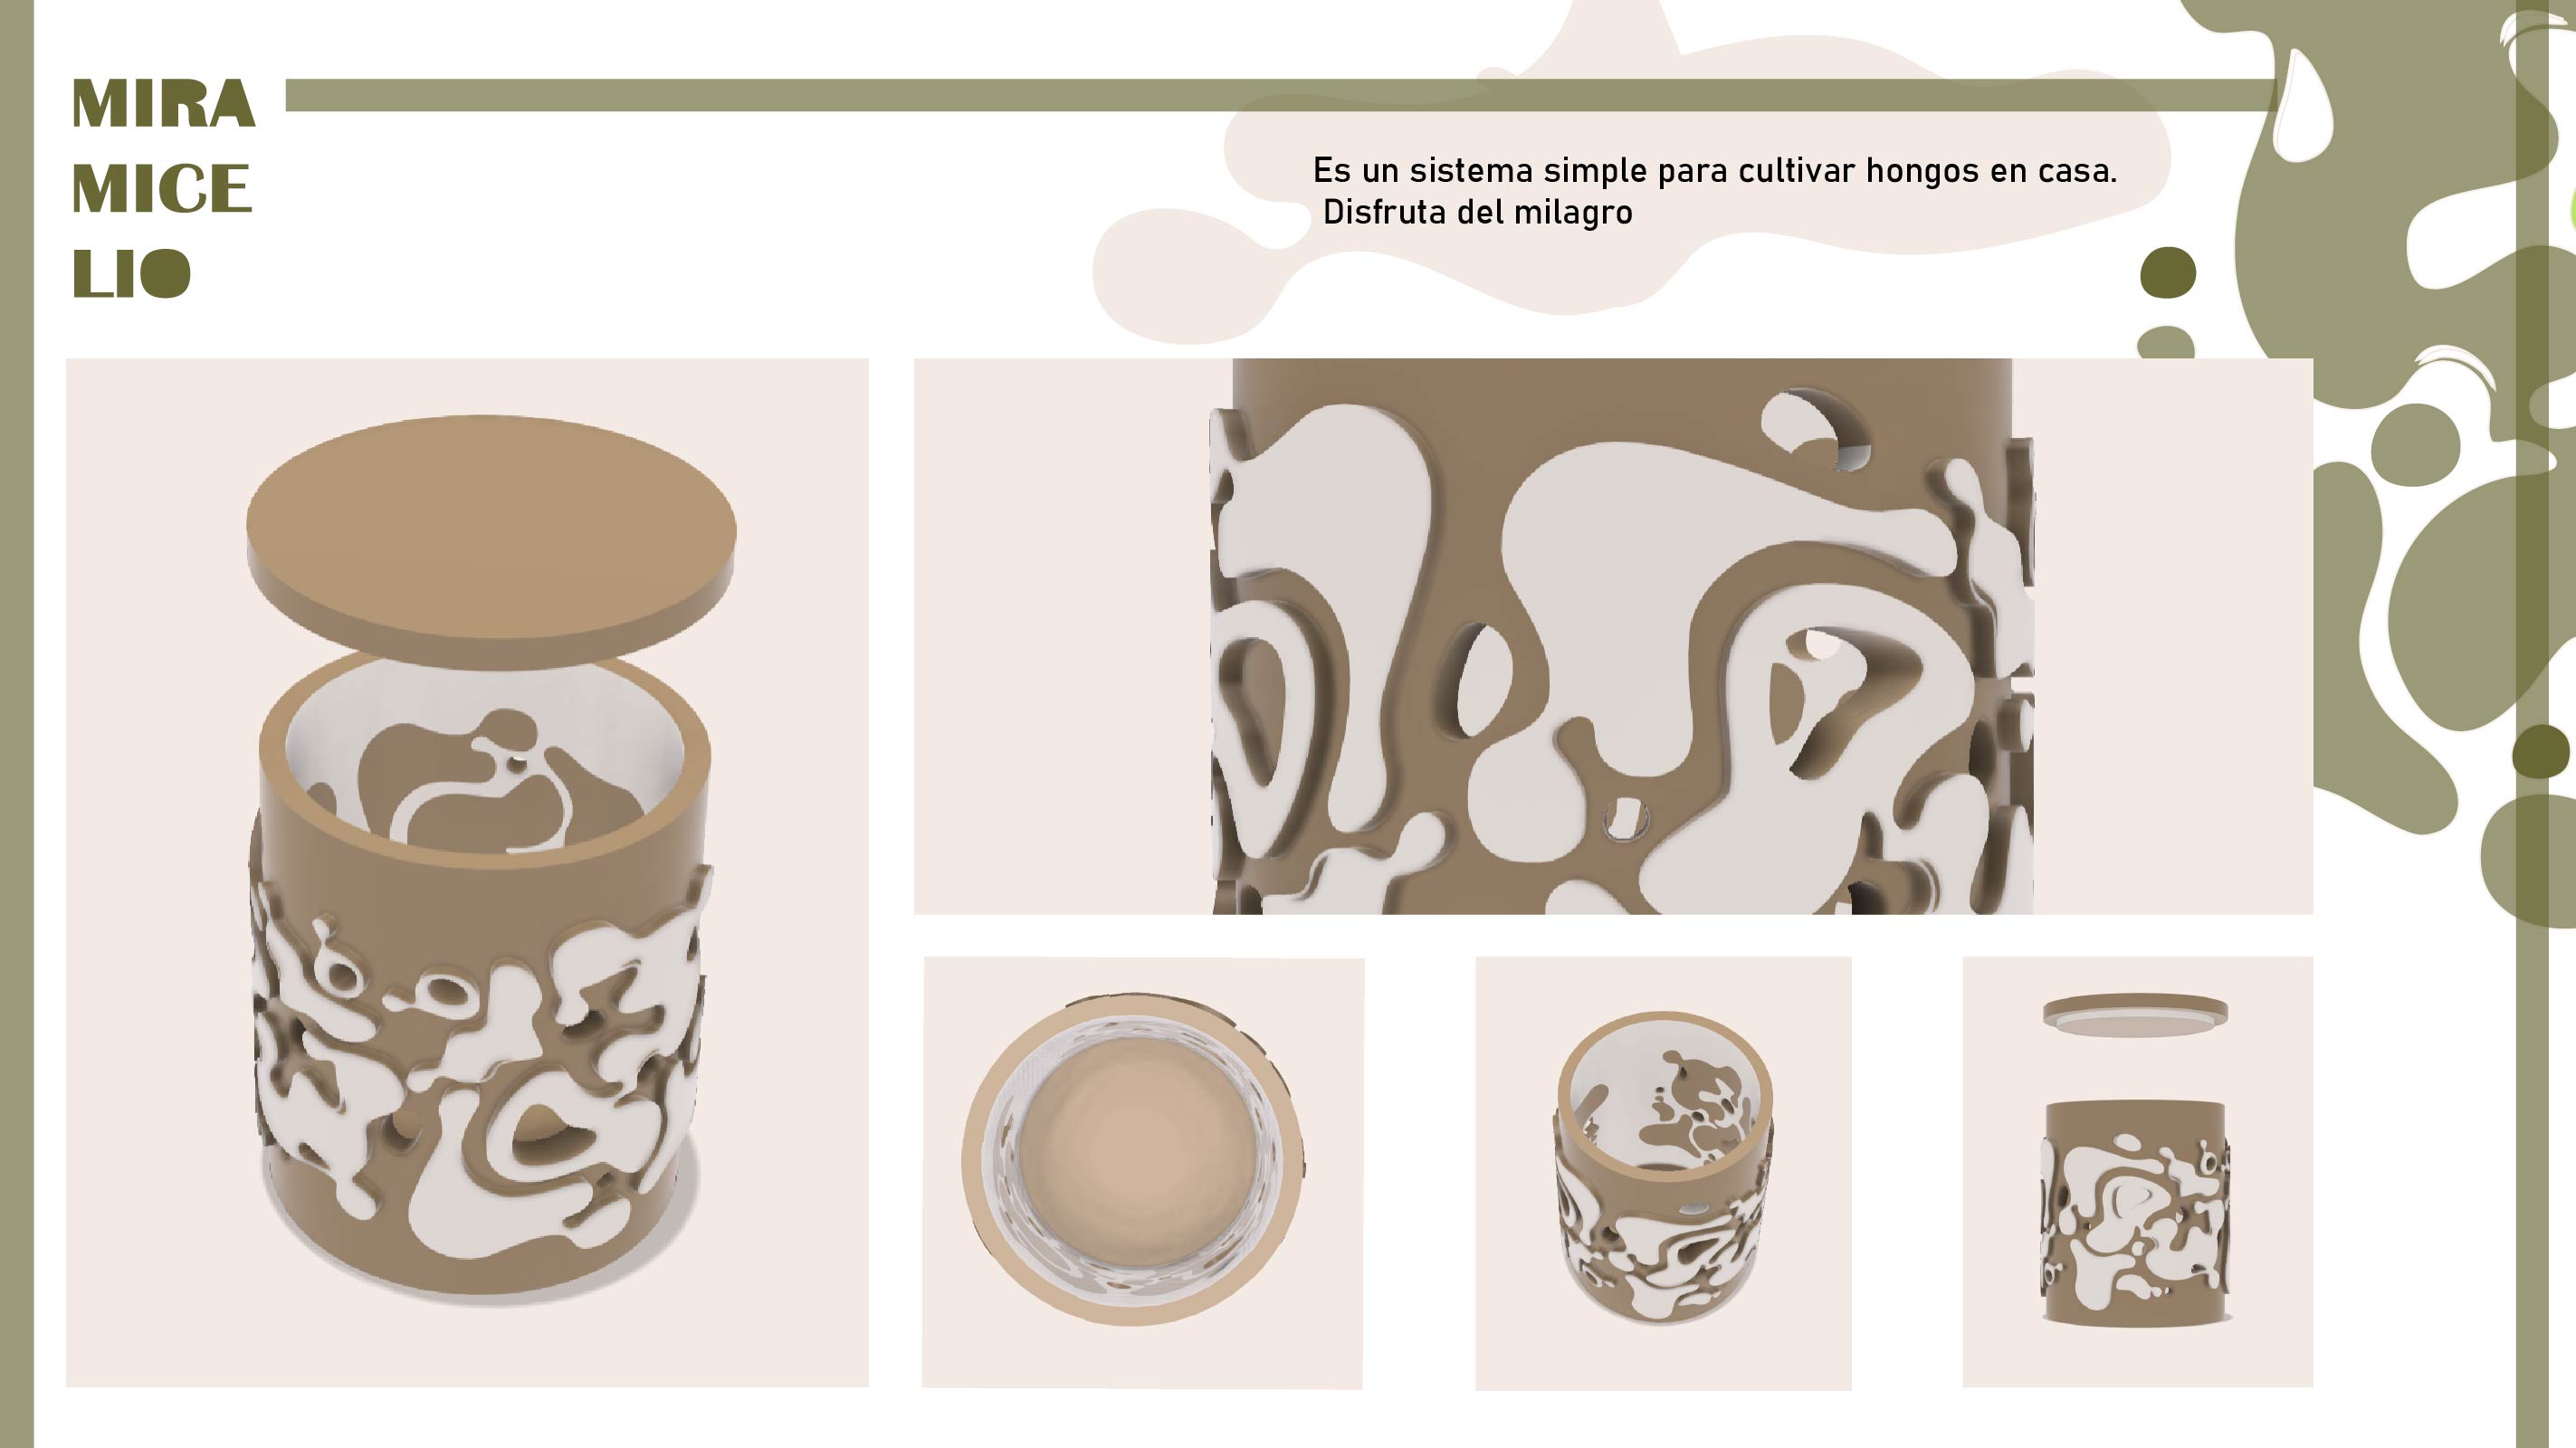 MIRA
MICE
LIO
Es un sistema simple para cultivar hongos en casa.
Disfruta del milagro